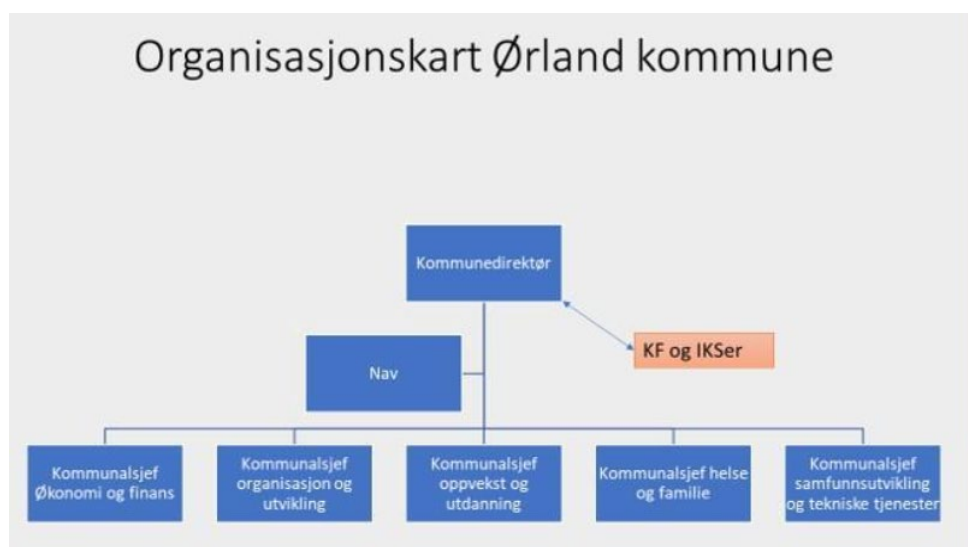 Organisasjonskart Ørland kommune
Kommunedirektør
KF og IKSer
Nav
Kommunalsjef
Økonomi og finans
Kommunalsjef
organisasjon og
utvikling
Kommunalsjef
oppvekst og
utdanning
Kommunalsjef helse
og familie
Kommunalsjef
samfunnsutvikling
og tekniske tjenester